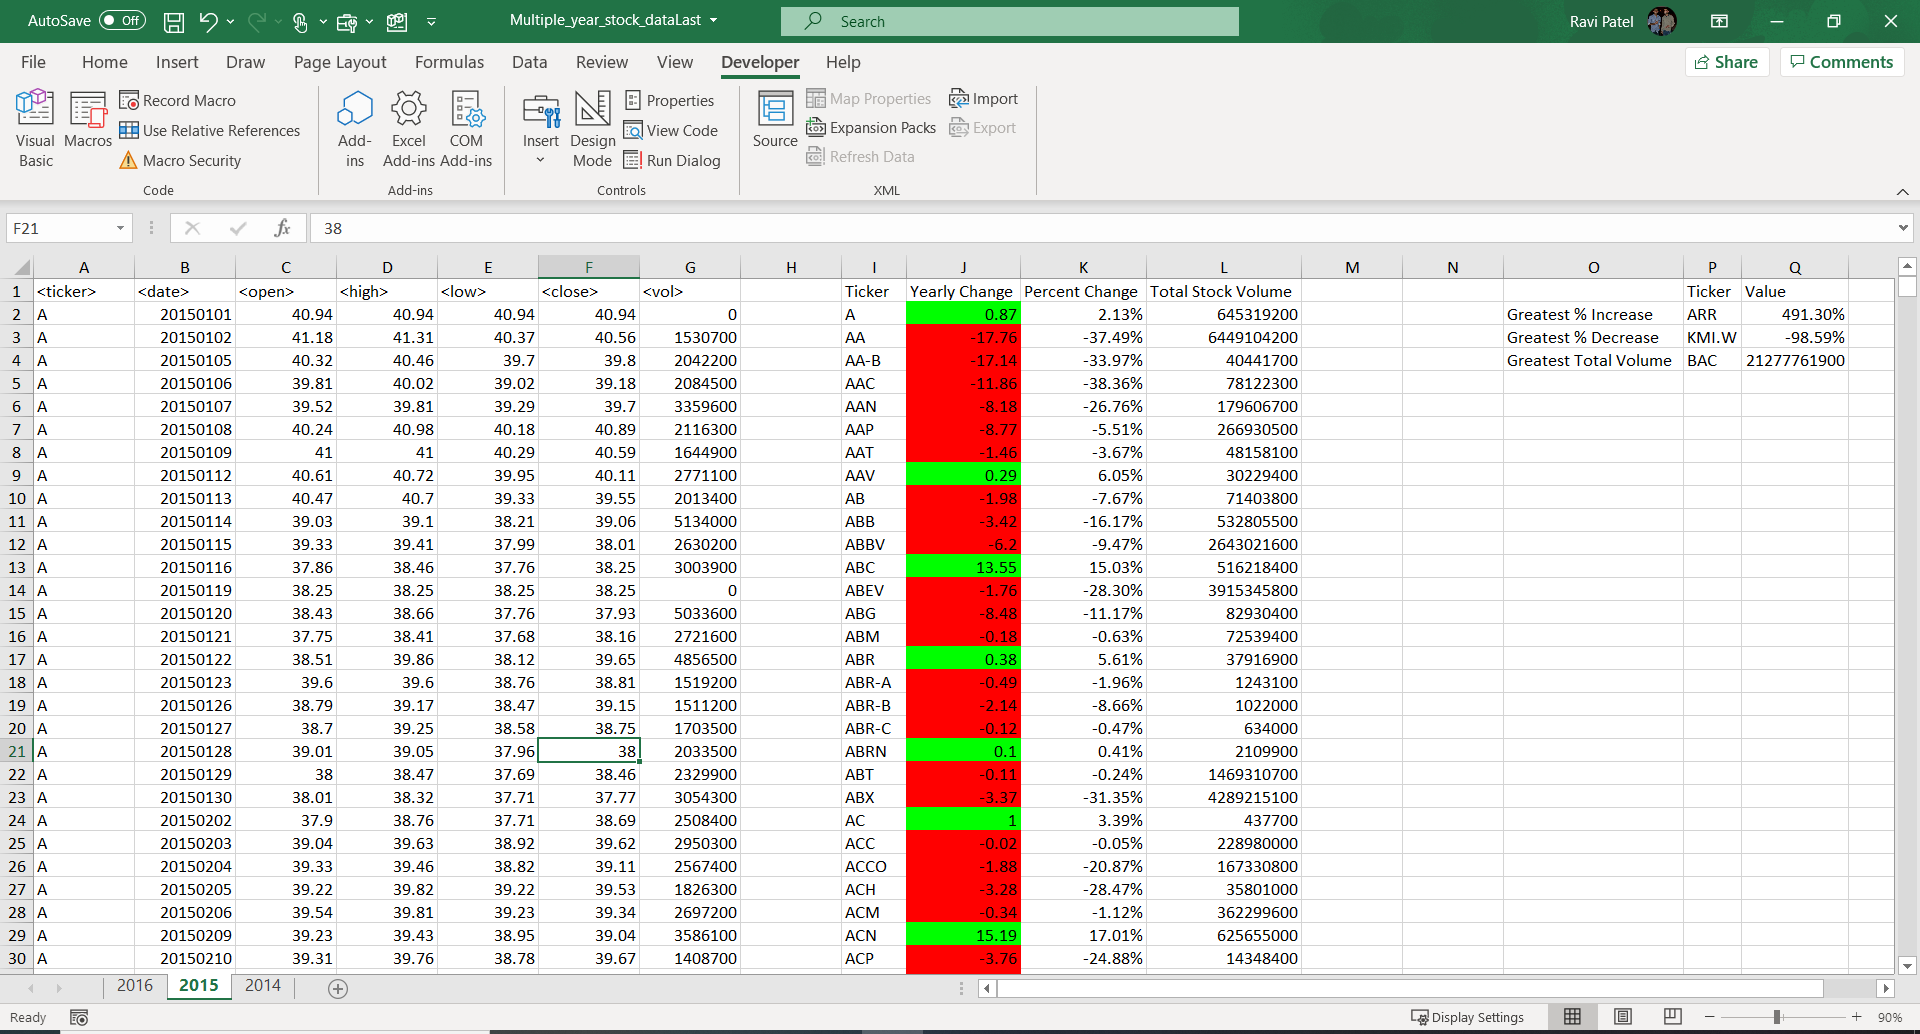 AutoSave Off Multiple_year_stock_dataLast Search Ravi Patel
File Home Insert Draw Page Layout Formulas Data Review View Developer Help Share Comments
Visual Basic
Macros
Record Macro
Use Relative References
Macro Security
Code
Add-ins
Excel Add-ins
COM Add-ins
Add-ins
Insert
Design Mode
Properties
View Code
Run Dialog
Controls
Source
Map Properties
Expansion Packs
Refresh Data
Import
Export
XML
F21 fx 38
A B C D E F G H I J K L M N O P Q
1 <ticker> <date> <open> <high> <low> <close> <vol> Ticker Yearly Change Percent Change Total Stock Volume Ticker Value
2 A 20150101 40.94 40.94 40.94 40.94 0 A 0.87 2.13% 645319200 Greatest % Increase ARR 491.30%
3 A 20150102 41.18 41.31 40.37 40.56 1530700 AA -17.76 -37.49% 6449104200 Greatest % Decrease KMI.W -98.59%
4 A 20150105 40.32 40.46 39.7 39.8 2042200 AA-B -17.14 -33.97% 40441700 Greatest Total Volume BAC 21277761900
5 A 20150106 39.81 40.02 39.02 39.18 2084500 AAC -11.86 -38.36% 78122300
6 A 20150107 39.52 39.81 39.29 39.7 3359600 AAN -8.18 -26.76% 179606700
7 A 20150108 40.24 40.98 40.18 40.89 2116300 AAP -8.77 -5.51% 266930500
8 A 20150109 41 41 40.29 40.59 1644900 AAT -1.46 -3.67% 48158100
9 A 20150112 40.61 40.72 39.95 40.11 2771100 AAV 0.29 6.05% 30229400
10 A 20150113 40.47 40.7 39.33 39.55 2013400 AB -1.98 -7.67% 71403800
11 A 20150114 39.03 39.1 38.21 39.06 5134000 ABB -3.42 -16.17% 532805500
12 A 20150115 39.33 39.41 37.99 38.01 2630200 ABBV -6.2 -9.47% 2643021600
13 A 20150116 37.86 38.46 37.76 38.25 3003900 ABC 13.55 15.03% 516218400
14 A 20150119 38.25 38.25 38.25 38.25 0 ABEV -1.76 -28.30% 3915345800
15 A 20150120 38.43 38.66 37.76 37.93 5033600 ABG -8.48 -11.17% 82930400
16 A 20150121 37.75 38.41 37.68 38.16 2721600 ABM -0.18 -0.63% 72539400
17 A 20150122 38.51 39.86 38.12 39.65 4856500 ABR 0.38 5.61% 37916900
18 A 20150123 39.6 39.6 38.76 38.81 1519200 ABR-A -0.49 -1.96% 1243100
19 A 20150126 38.79 39.17 38.47 39.15 1511200 ABR-B -2.14 -8.66% 1022000
20 A 20150127 38.7 39.25 38.58 38.75 1703500 ABR-C -0.12 -0.47% 634000
21 A 20150128 39.01 39.05 37.96 38 2033500 ABRN 0.1 0.41% 2109900
22 A 20150129 38 38.47 37.69 38.46 2329900 ABT -0.11 -0.24% 1469310700
23 A 20150130 38.01 38.32 37.71 37.77 3054300 ABX -3.37 -31.35% 4289215100
24 A 20150202 37.9 38.76 37.71 38.69 2508400 AC 1 3.39% 437700
25 A 20150203 39.04 39.63 38.92 39.62 2950300 ACC -0.02 -0.05% 228980000
26 A 20150204 39.33 39.46 38.82 39.11 2567400 ACCO -1.88 -20.87% 167330800
27 A 20150205 39.22 39.82 39.22 39.53 1826300 ACH -3.28 -28.47% 35801000
28 A 20150206 39.54 39.81 39.23 39.34 2697200 ACM -0.34 -1.12% 362299600
29 A 20150209 39.23 39.43 38.95 39.04 3586100 ACN 15.19 17.01% 625655000
30 A 20150210 39.31 39.76 38.78 39.67 1408700 ACP -3.76 -24.88% 14348400
2016 2015 2014
Ready Display Settings 90%